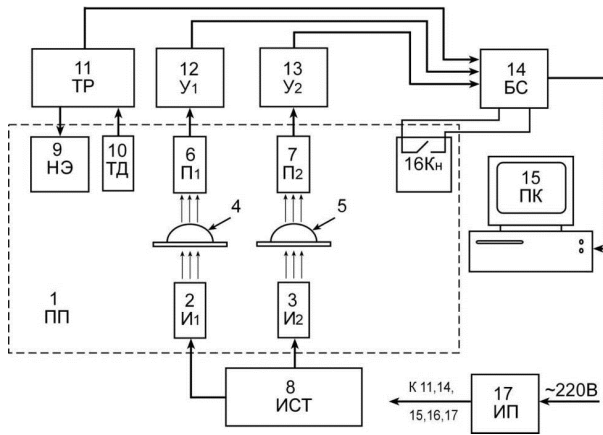 11
ТР
12
У1
13
У2
14
БС
9
НЭ
10
ТД
6
П1
7
П2
16Кн
15
ПК
4
5
1
ПП
2
И1
3
И2
8
ИСТ
К 11,14,
15,16,17
17
ИП
~220В